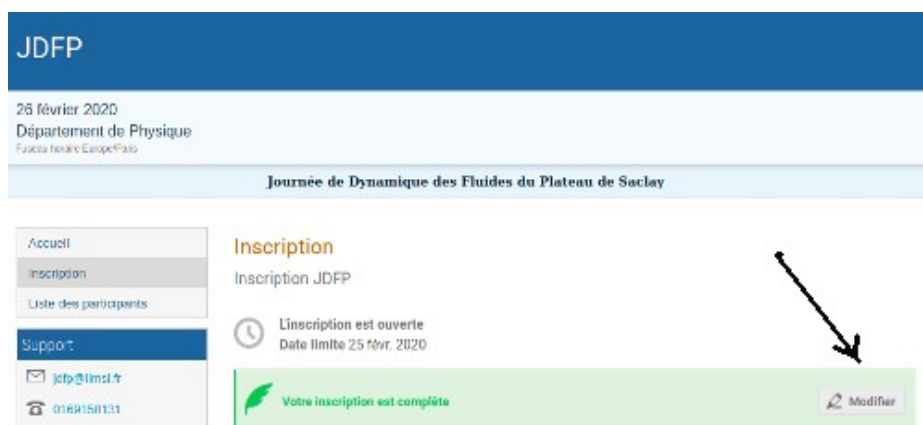 JDFP
26 février 2020
Département de Physique
Fuseau horaire Europe/Paris
Journée de Dynamique des Fluides du Plateau de Saclay
Accueil
Inscription
Liste des participants
Support
jdfp@limsi.fr
0169158131
Inscription
Inscription JDFP
L'inscription est ouverte
Date limite 25 févr. 2020
Votre inscription est complète
Modifier